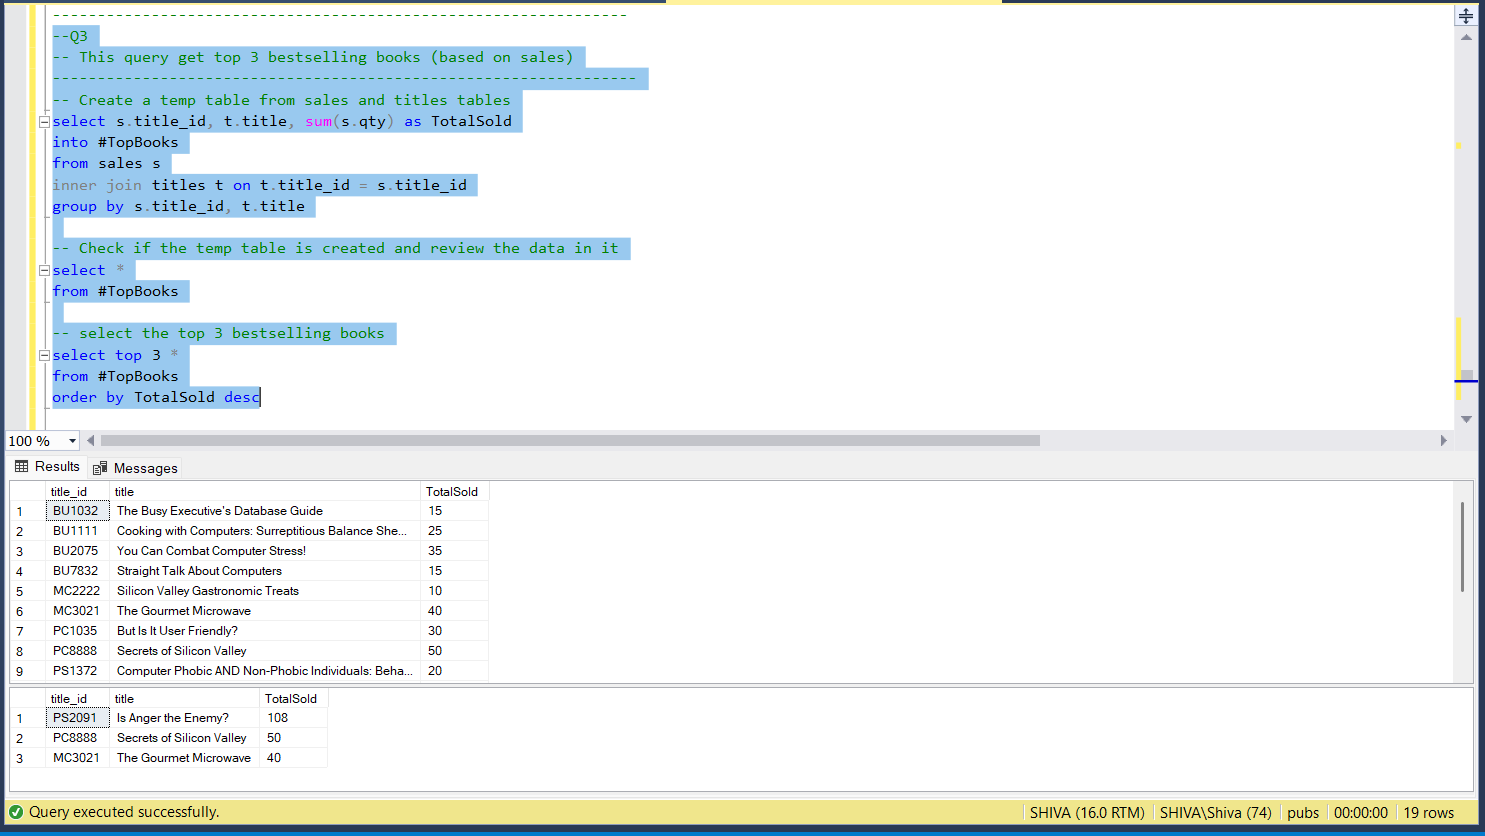 -----------------------------------------------------------------
--Q3
-- This query get top 3 bestselling books (based on sales)
-----------------------------------------------------------------
-- Create a temp table from sales and titles tables
select s.title_id, t.title, sum(s.qty) as TotalSold
into #TopBooks
from sales s
inner join titles t on t.title_id = s.title_id
group by s.title_id, t.title
-- Check if the temp table is created and review the data in it
select *
from #TopBooks
-- select the top 3 bestselling books
select top 3 *
from #TopBooks
order by TotalSold desc
100 %
Results Messages
title_id title TotalSold
1 BU1032 The Busy Executive's Database Guide 15
2 BU1111 Cooking with Computers: Surreptitious Balance She... 25
3 BU2075 You Can Combat Computer Stress! 35
4 BU7832 Straight Talk About Computers 15
5 MC2222 Silicon Valley Gastronomic Treats 10
6 MC3021 The Gourmet Microwave 40
7 PC1035 But Is It User Friendly? 30
8 PC8888 Secrets of Silicon Valley 50
9 PS1372 Computer Phobic AND Non-Phobic Individuals: Beha... 20
title_id title TotalSold
1 PS2091 Is Anger the Enemy? 108
2 PC8888 Secrets of Silicon Valley 50
3 MC3021 The Gourmet Microwave 40
Query executed successfully. SHIVA (16.0 RTM) SHIVA\Shiva (74) pubs 00:00:00 19 rows